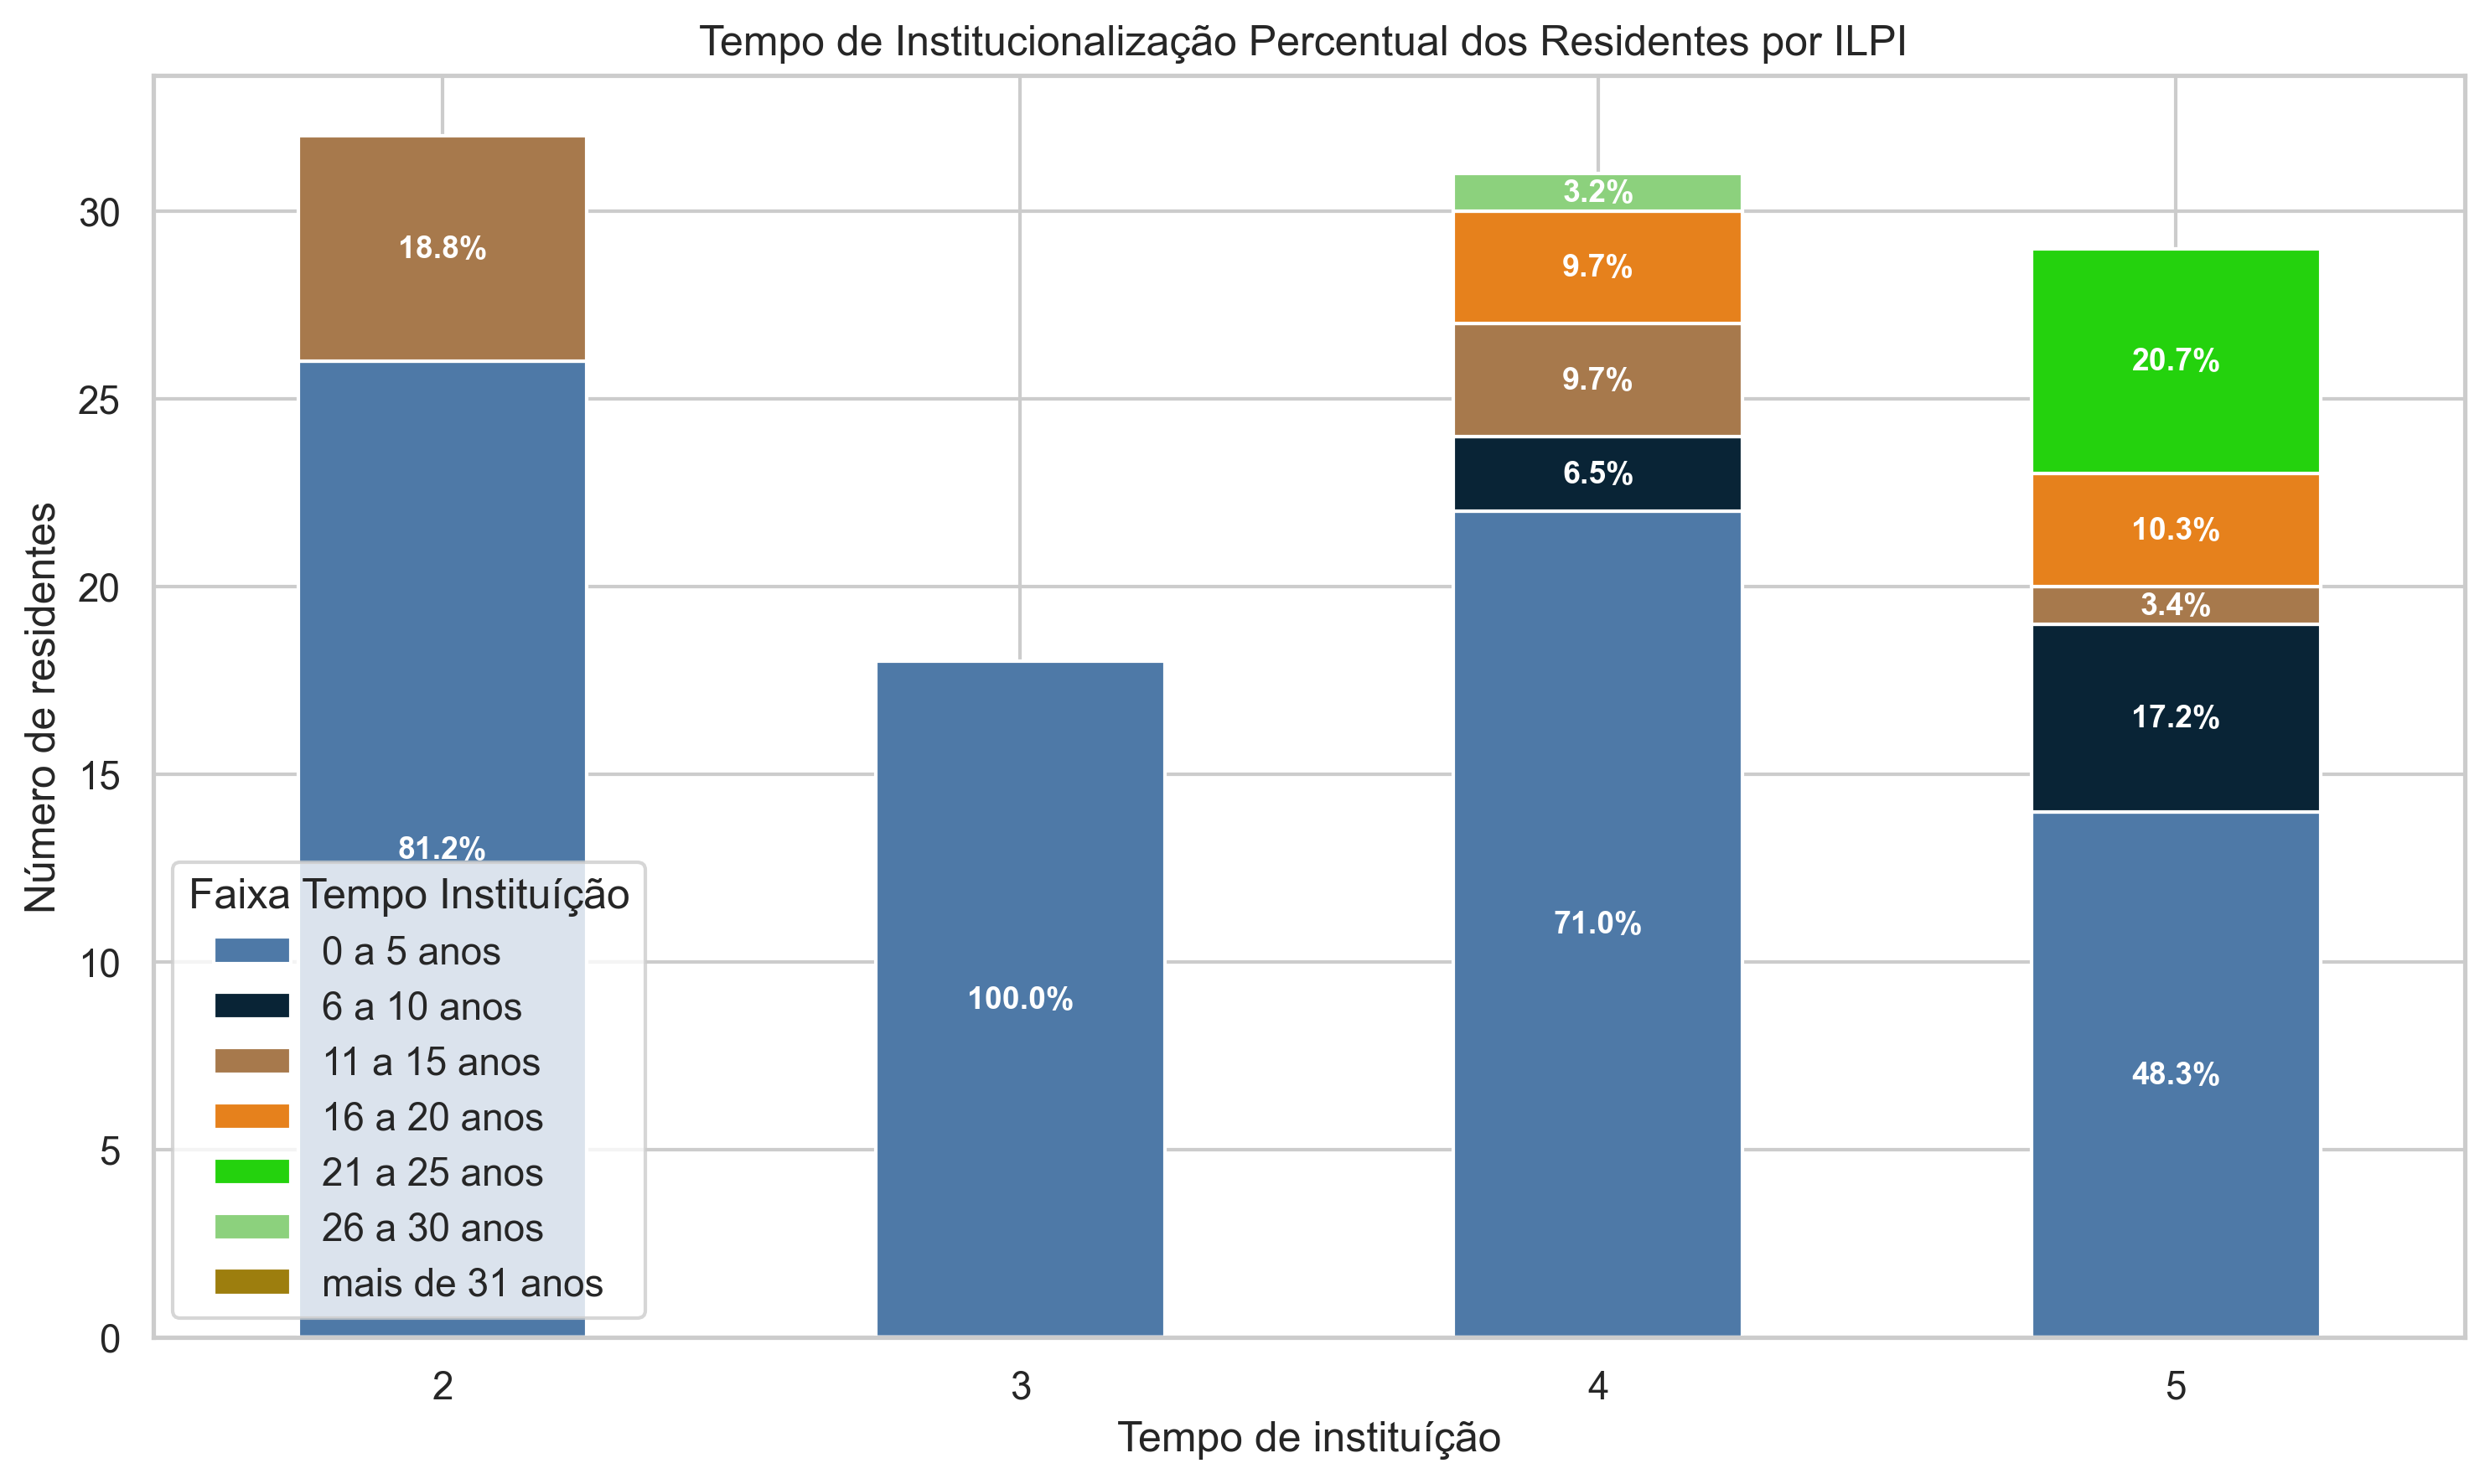 Tempo de Institucionalização Percentual dos Residentes por ILPI
Número de residentes
30
25
20
15
10
5
0
18.8%
81.2%
100.0%
3.2%
9.7%
9.7%
6.5%
71.0%
20.7%
10.3%
3.4%
17.2%
48.3%
Faixa Tempo Instituíção
0 a 5 anos
6 a 10 anos
11 a 15 anos
16 a 20 anos
21 a 25 anos
26 a 30 anos
mais de 31 anos
2 3 4 5
Tempo de instituíção